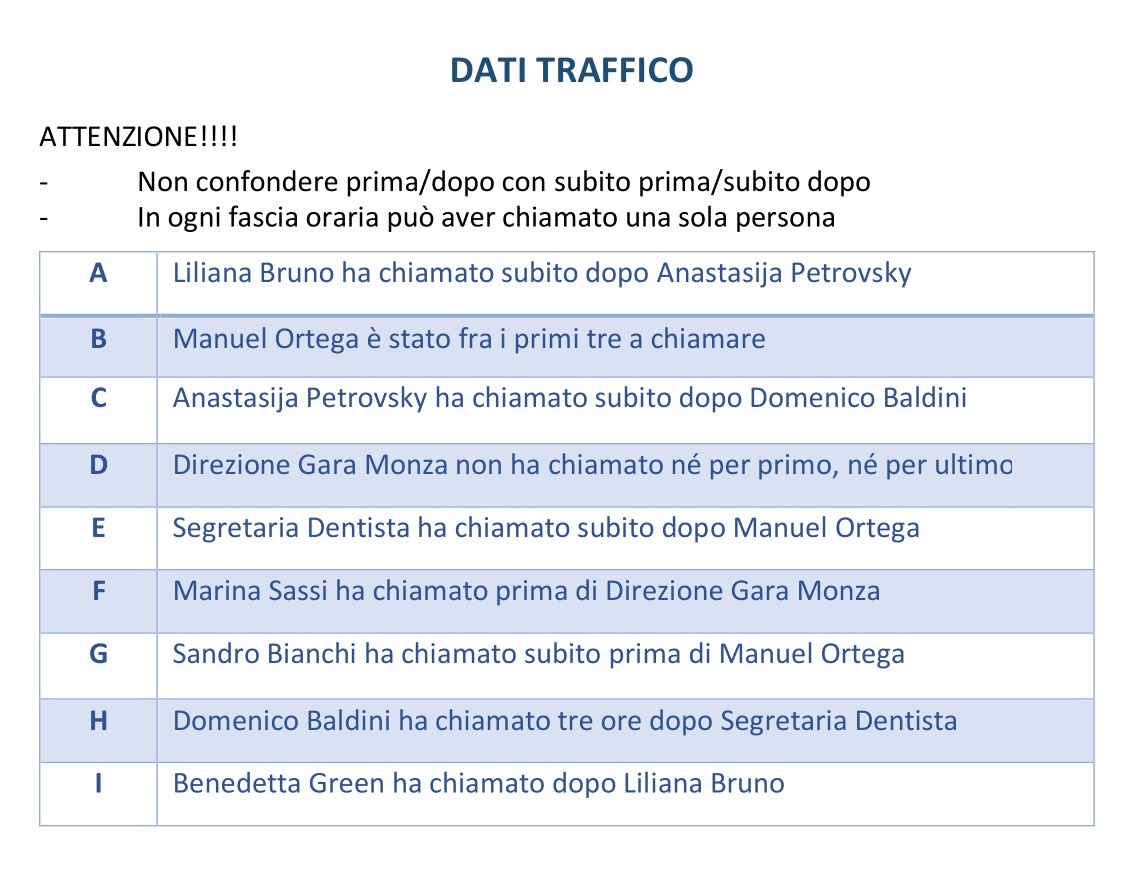 DATI TRAFFICO
ATTENZIONE!!!!
- Non confondere prima/dopo con subito prima/subito dopo
- In ogni fascia oraria può aver chiamato una sola persona
A Liliana Bruno ha chiamato subito dopo Anastasija Petrovsky
B Manuel Ortega è stato fra i primi tre a chiamare
C Anastasija Petrovsky ha chiamato subito dopo Domenico Baldini
D Direzione Gara Monza non ha chiamato né per primo, né per ultimo
E Segretaria Dentista ha chiamato subito dopo Manuel Ortega
F Marina Sassi ha chiamato prima di Direzione Gara Monza
G Sandro Bianchi ha chiamato subito prima di Manuel Ortega
H Domenico Baldini ha chiamato tre ore dopo Segretaria Dentista
I Benedetta Green ha chiamato dopo Liliana Bruno